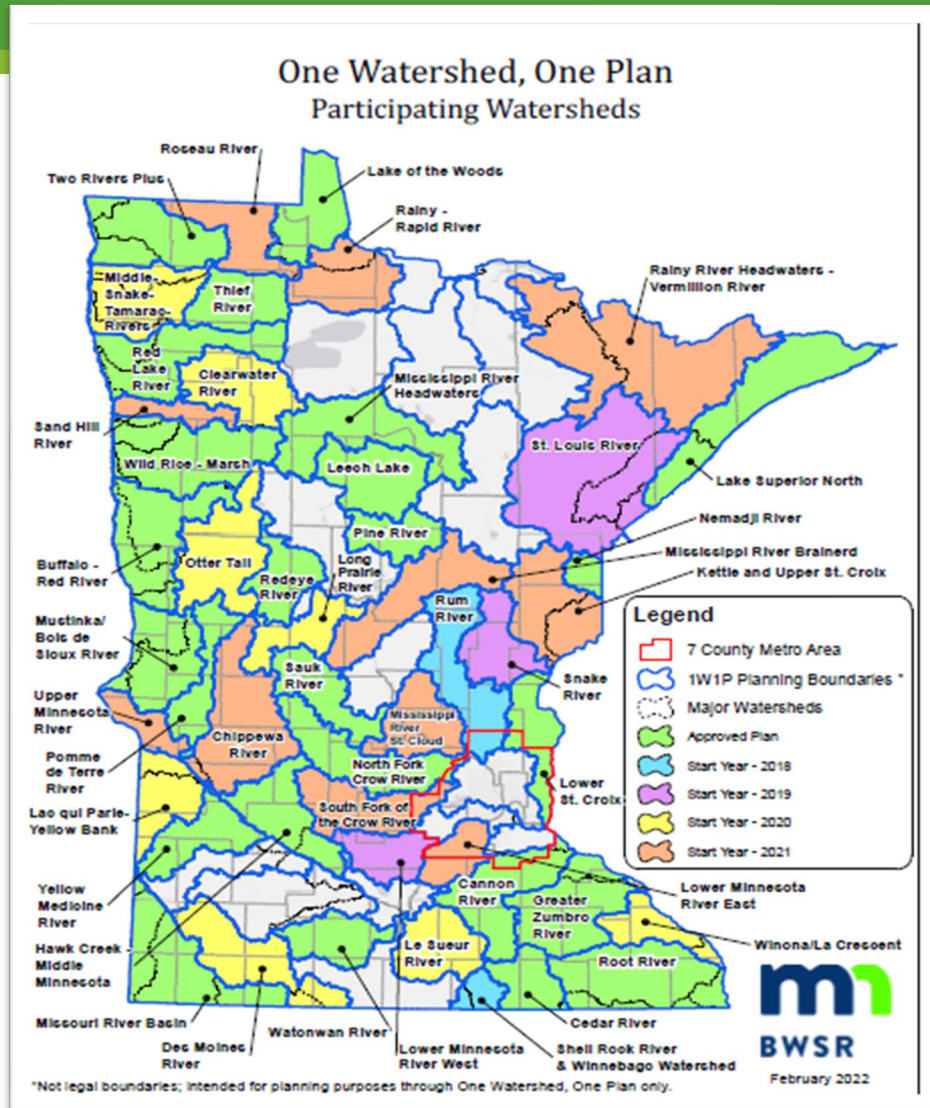 One Watershed, One Plan
Participating Watersheds
Roseau River
Two Rivers Plus
Lake of the Woods
Rainy -
Rapid River
Rainy River Headwaters -
Vermillion River
Middle-
Snake-
Tamarac-
Rivers
Thief
River
Red
Lake
River
Clearwater
River
Mississippi River
Headwaters
Sand Hill
River
Wild Rice - Marsh
Leech Lake
St. Louis River
Lake Superior North
Nemadji River
Pine River
Mississippi River Brainerd
Kettle and Upper St. Croix
Buffalo -
Red River
Otter Tail
Redeye
River
Long
Prairie
River
Rum
River
Mustinka/
Bois de
Sioux River
Sauk
River
Snake
River
Upper
Minnesota
River
Chippewa
River
Mississippi
River
St. Cloud
Pomme
de Terre
River
North Fork
Crow River
Lower
St. Croix
South Fork of
the Crow River
Lac qui Parle-
Yellow Bank
Legend
7 County Metro Area
1W1P Planning Boundaries *
Major Watersheds
Approved Plan
Start Year - 2018
Start Year - 2019
Start Year - 2020
Start Year - 2021
Yellow
Medicine
River
Cannon
River
Lower Minnesota
River East
Greater
Zumbro
River
Winona/La Crescent
Hawk Creek -
Middle
Minnesota
Le Sueur
River
Root River
Missouri River Basin
Des Moines
River
Watonwan River
Lower Minnesota
River West
Shell Rock River
& Winnebago Watershed
Cedar River
mn
BWSR
February 2022
*Not legal boundaries; intended for planning purposes through One Watershed, One Plan only.